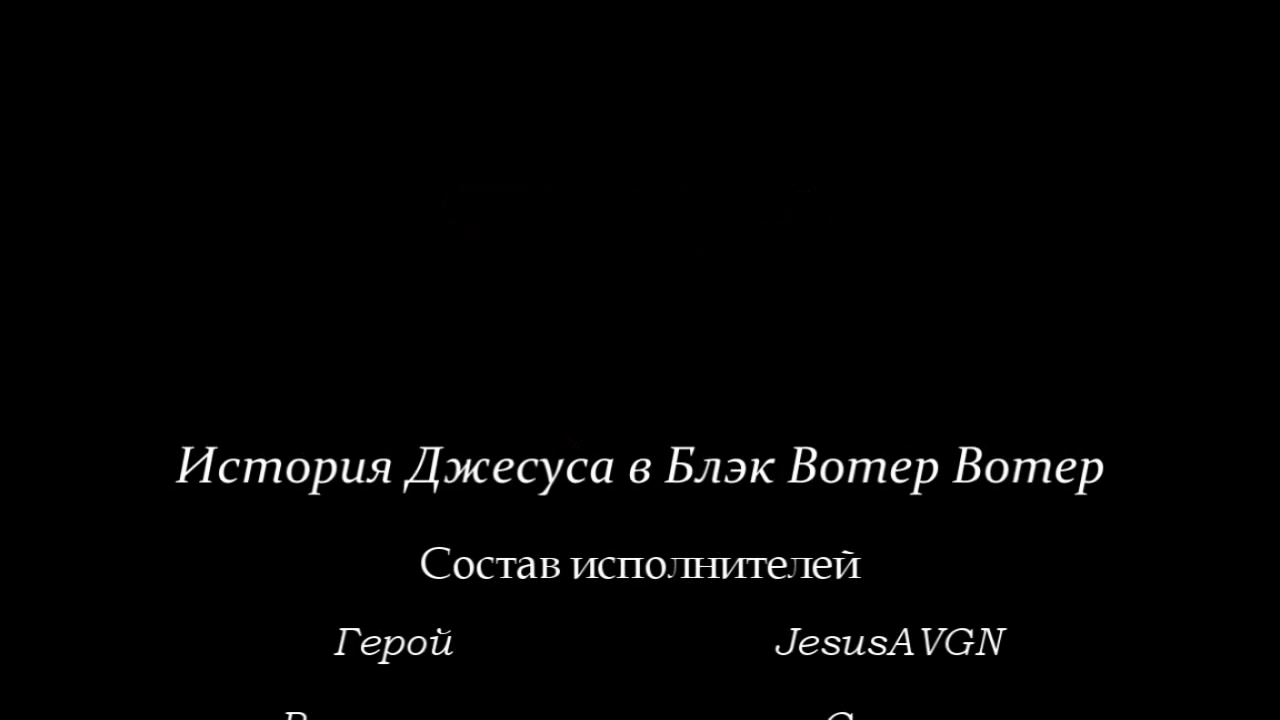 История Джесуса в Блэк Вотер Вотер
Состав исполнителей
Герой JesusAVGN